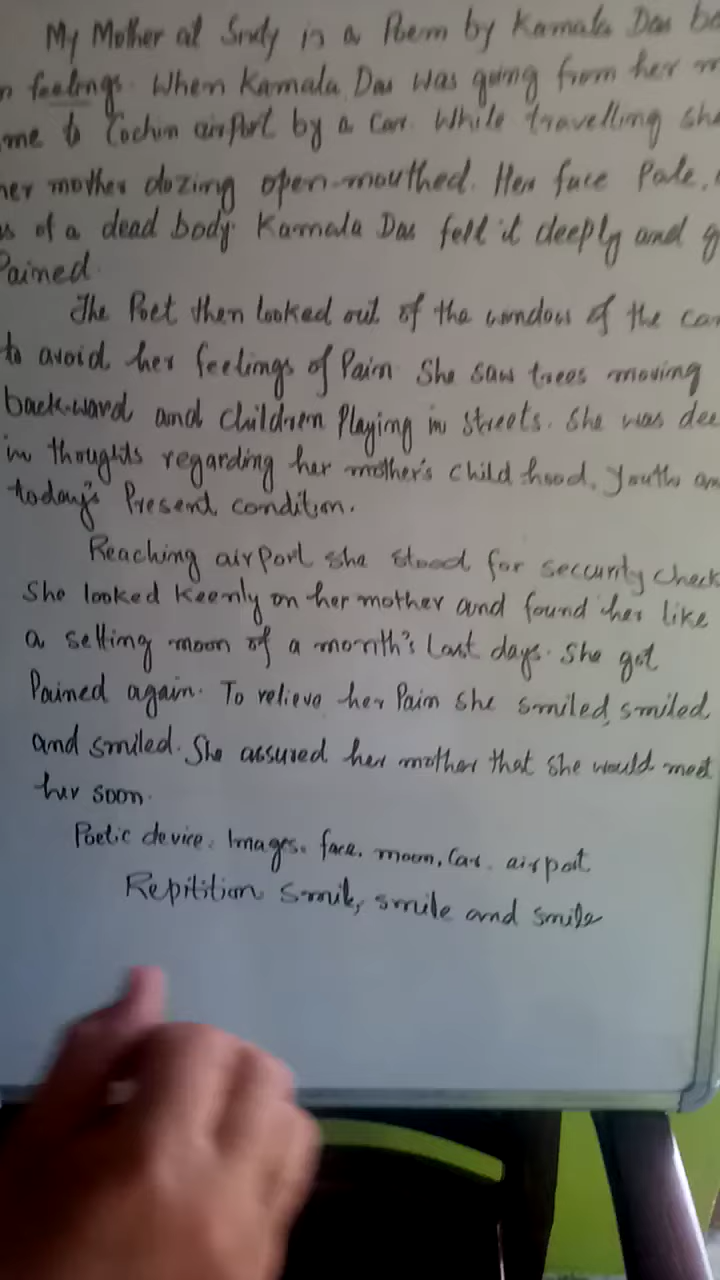 My Mother at Sixty is a Poem by Kamala Das
feelings. When Kamala Das was going from her
to Cochin airport by a car. While travelling she
her mother dozing open-mouthed. Her face Pale,
of a dead body. Kamala Das felt it deeply and
Pained.
The Poet then looked out of the window of the car
to avoid her feelings of Pain. She saw trees moving
back-ward and children Playing in streets. She was
in thoughts regarding her mother's child hood, youth
today's Present condition.
Reaching airport she stood for security check
She looked keenly on her mother and found her like
a setting moon of a month's last days. She got
Pained again. To relieve her Pain she smiled, smiled
and smiled. She assured her mother that she would meet
her soon.
Poetic device. Images. face. moon, Car. airport
Repitition smile, smile and smile